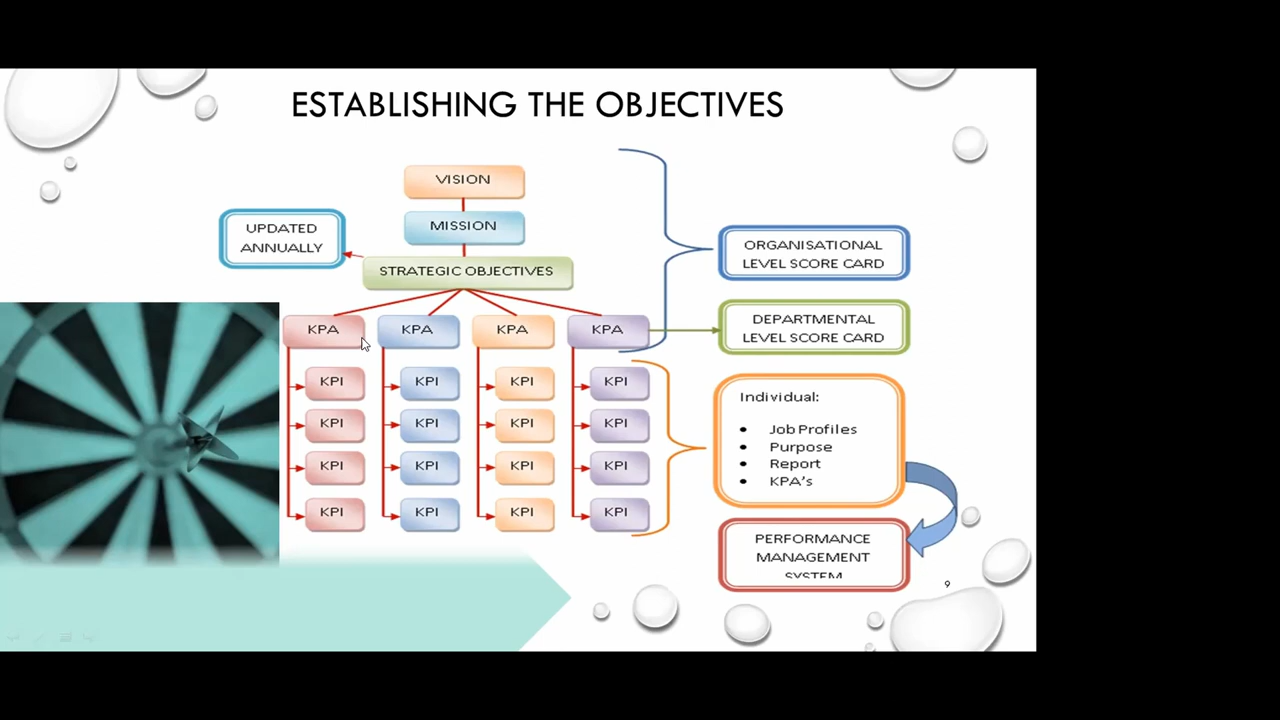 ESTABLISHING THE OBJECTIVES
VISION
UPDATED
ANNUALLY
MISSION
STRATEGIC OBJECTIVES
ORGANISATIONAL
LEVEL SCORE CARD
KPA KPA KPA KPA
DEPARTMENTAL
LEVEL SCORE CARD
KPI KPI KPI KPI
KPI KPI KPI KPI
KPI KPI KPI KPI
KPI KPI KPI KPI
Individual:
• Job Profiles
• Purpose
• Report
• KPA's
PERFORMANCE
MANAGEMENT
SYSTEM
9